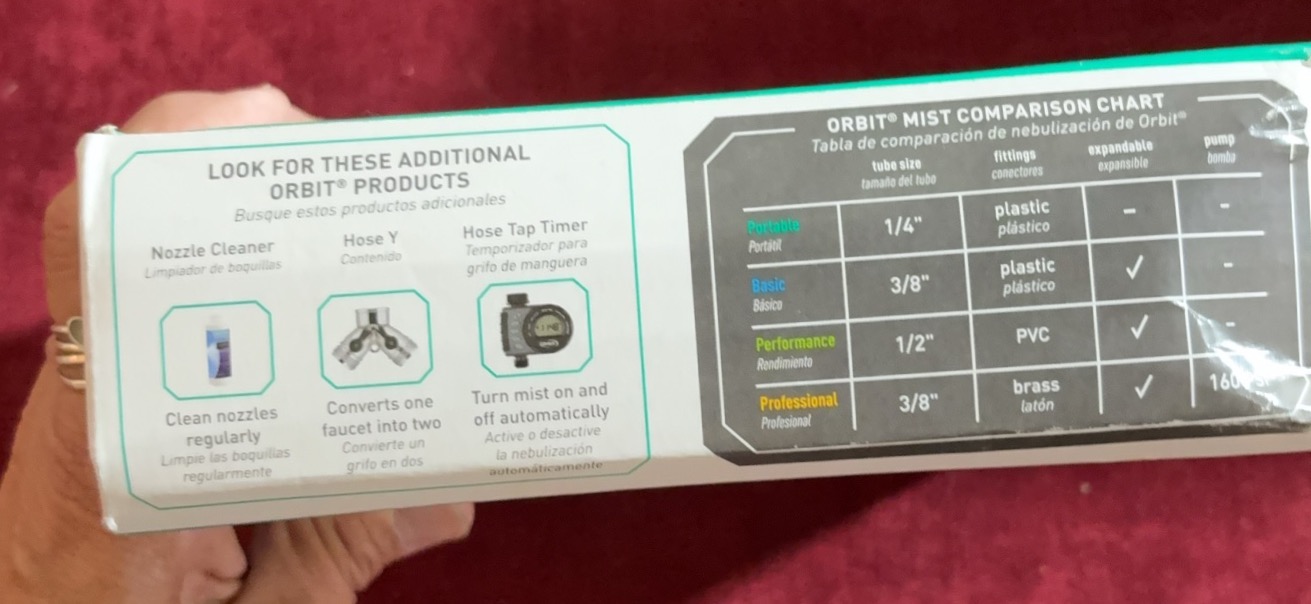 LOOK FOR THESE ADDITIONAL
ORBIT® PRODUCTS
Busque estos productos adicionales
Nozzle Cleaner
Limpiador de boquillas
Clean nozzles
regularly
Limpie las boquillas
regularmente
Hose Y
Contenido
Converts one
faucet into two
Convierte un
grifo en dos
Hose Tap Timer
Temporizador para
grifo de manguera
Turn mist on and
off automatically
Active o desactive
la nebulización
automáticamente
ORBIT® MIST COMPARISON CHART
Tabla de comparación de nebulización de Orbit®
tube size fittings expandable pump
tamaño del tubo conectores expansible bomba
Portable 1/4" plastic – -
Portátil plástico
Basic 3/8" plastic ✓ -
Básico plástico
Performance 1/2" PVC ✓ -
Rendimiento
Professional 3/8" brass ✓
Profesional latón